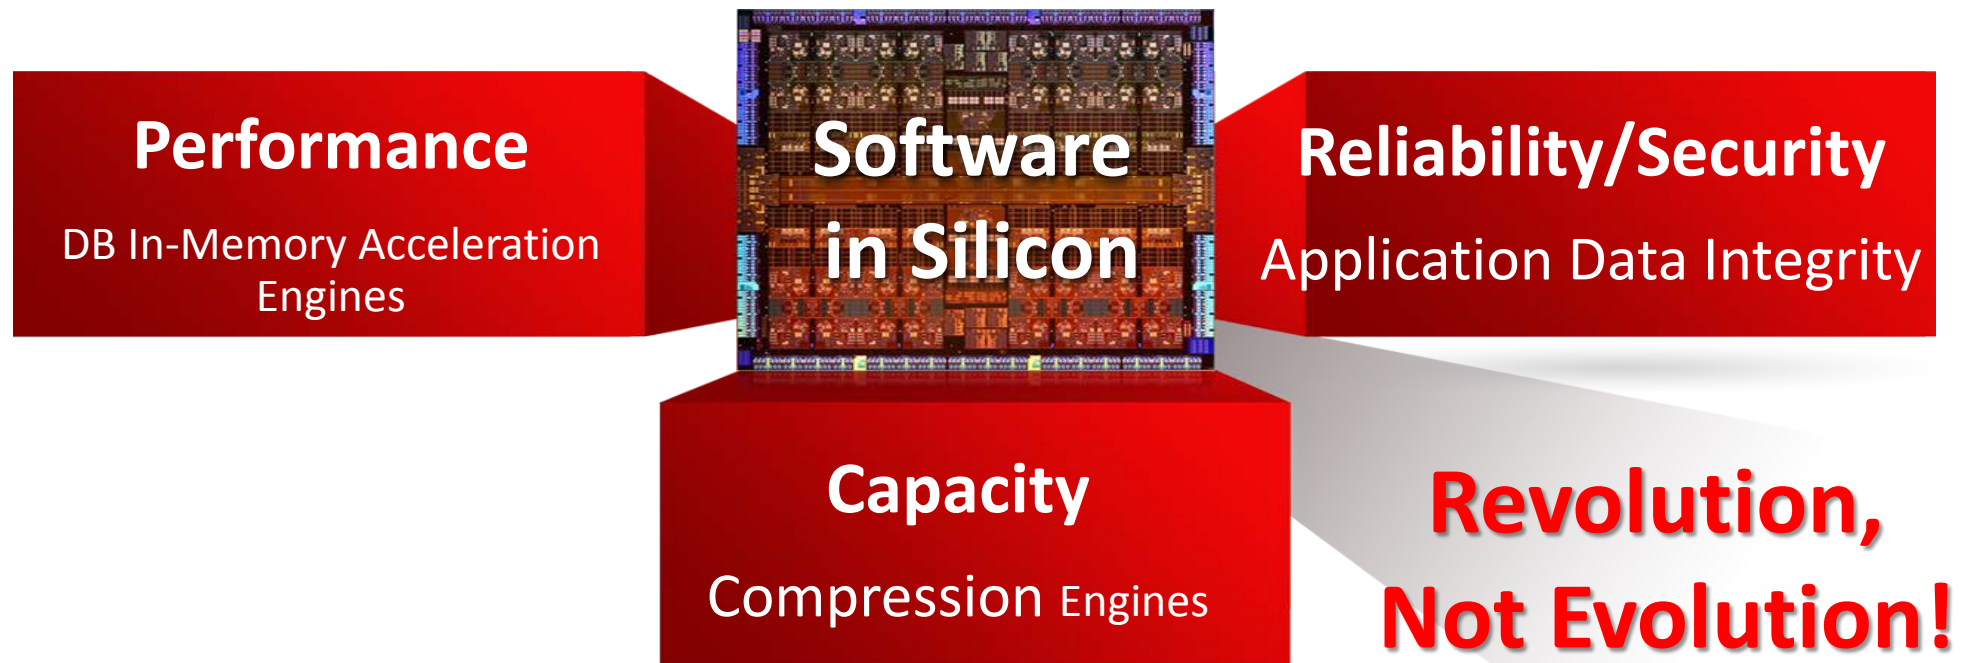 Performance
DB In-Memory Acceleration
Engines
Software
in Silicon
Reliability/Security
Application Data Integrity
Capacity
Compression Engines
Revolution,
Not Evolution!